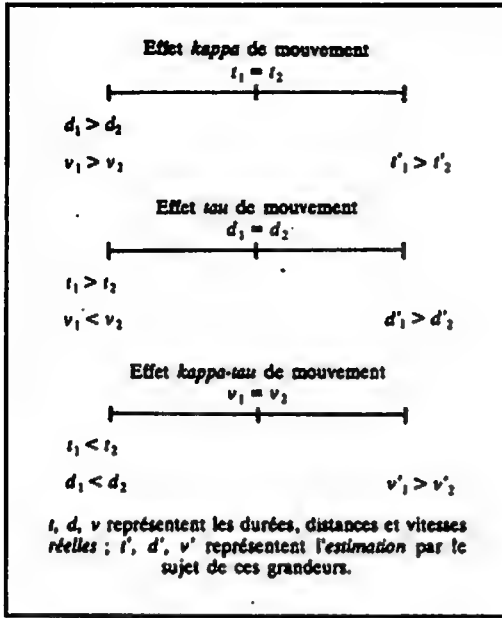 Effet kappa de mouvement
t₁ = t₂
d₁ > d₂
v₁ > v₂ t'₁ > t'₂
Effet tau de mouvement
d₁ = d₂
t₁ > t₂
v₁ < v₂ d'₁ > d'₂
Effet kappa-tau de mouvement
v₁ = v₂
t₁ < t₂
d₁ < d₂ v'₁ > v'₂
t, d, v représentent les durées, distances et vitesses
réelles ; t', d', v' représentent l'estimation par le
sujet de ces grandeurs.